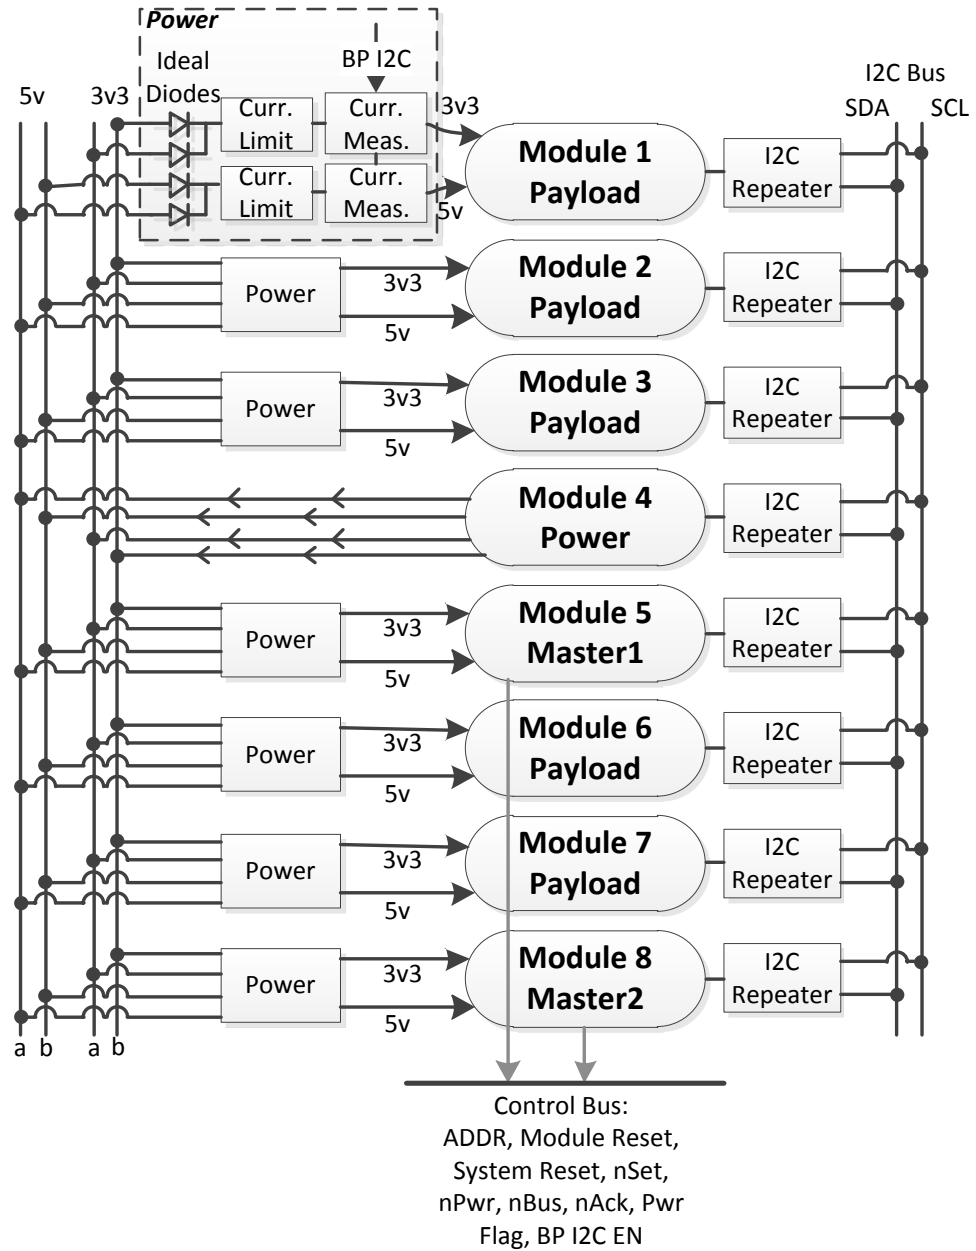 Power
Ideal
Diodes
BP I2C
5v
3v3
Curr.
Limit
Curr.
Meas.
3v3
Curr.
Limit
Curr.
Meas.
5v
Module 1
Payload
I2C
Repeater
I2C Bus
SDA
SCL
Power
3v3
5v
Module 2
Payload
I2C
Repeater
Power
3v3
5v
Module 3
Payload
I2C
Repeater
Module 4
Power
I2C
Repeater
Power
3v3
5v
Module 5
Master1
I2C
Repeater
Power
3v3
5v
Module 6
Payload
I2C
Repeater
Power
3v3
5v
Module 7
Payload
I2C
Repeater
Power
3v3
5v
Module 8
Master2
I2C
Repeater
a
b
a
b
Control Bus:
ADDR, Module Reset,
System Reset, nSet,
nPwr, nBus, nAck, Pwr
Flag, BP I2C EN